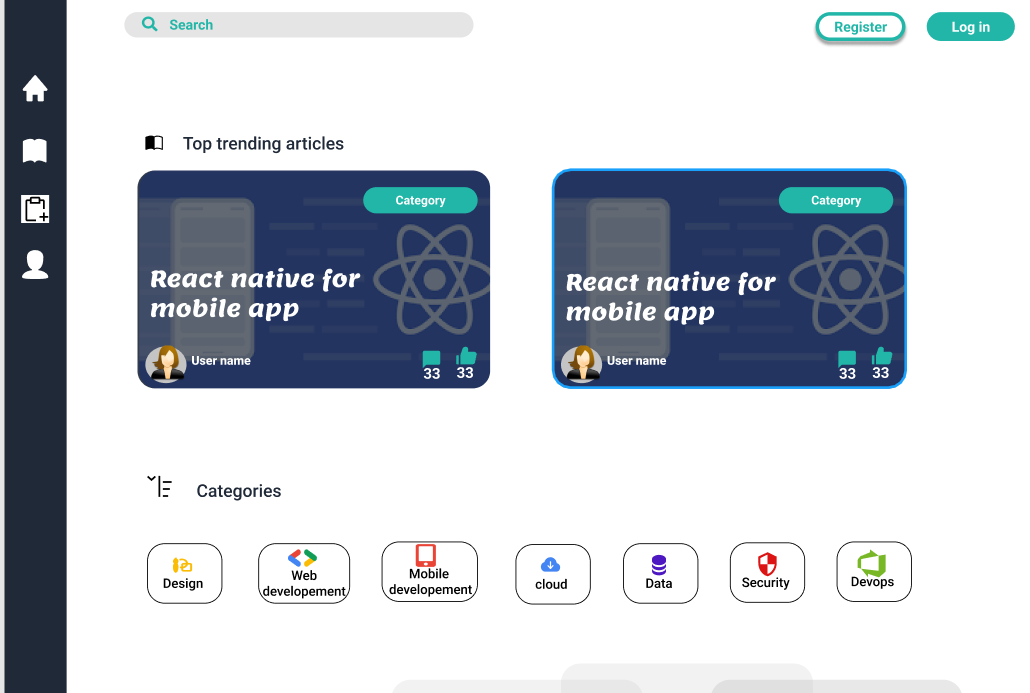 Search
Register
Log in
Top trending articles
Category
React native for
mobile app
User name
33
33
Category
React native for
mobile app
User name
33
33
Categories
Design
Web
developement
Mobile
developement
cloud
Data
Security
Devops